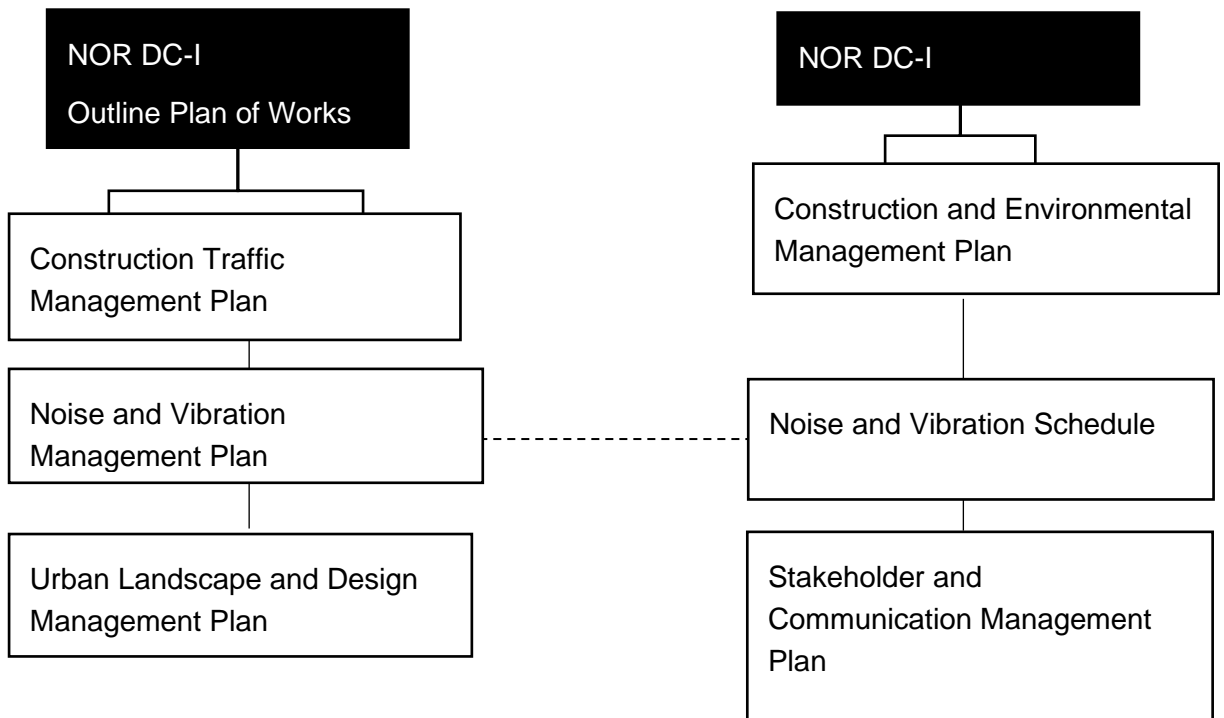 NOR DC-I
Outline Plan of Works
Construction Traffic
Management Plan
Noise and Vibration
Management Plan
Urban Landscape and Design
Management Plan
NOR DC-I
Construction and Environmental
Management Plan
Noise and Vibration Schedule
Stakeholder and
Communication Management
Plan